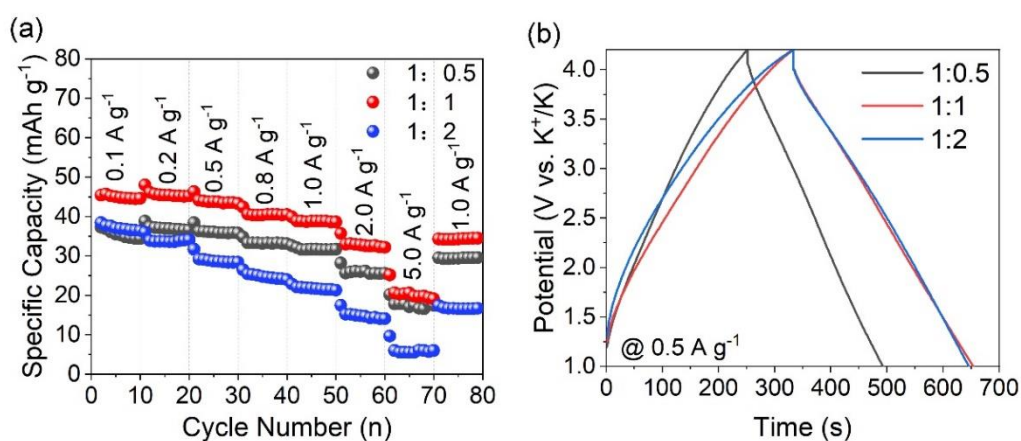 (a)
Specific Capacity (mAh g⁻¹)
80
70
60
50
40
30
20
10
0
0 10 20 30 40 50 60 70 80
Cycle Number (n)
1： 0.5
1： 1
1： 2
0.1 A g⁻¹
0.2 A g⁻¹
0.5 A g⁻¹
0.8 A g⁻¹
1.0 A g⁻¹
2.0 A g⁻¹
5.0 A g⁻¹
1.0 A g⁻¹
(b)
Potential (V vs. K⁺/K)
4.0
3.5
3.0
2.5
2.0
1.5
1.0
0 100 200 300 400 500 600 700
Time (s)
1:0.5
1:1
1:2
@ 0.5 A g⁻¹